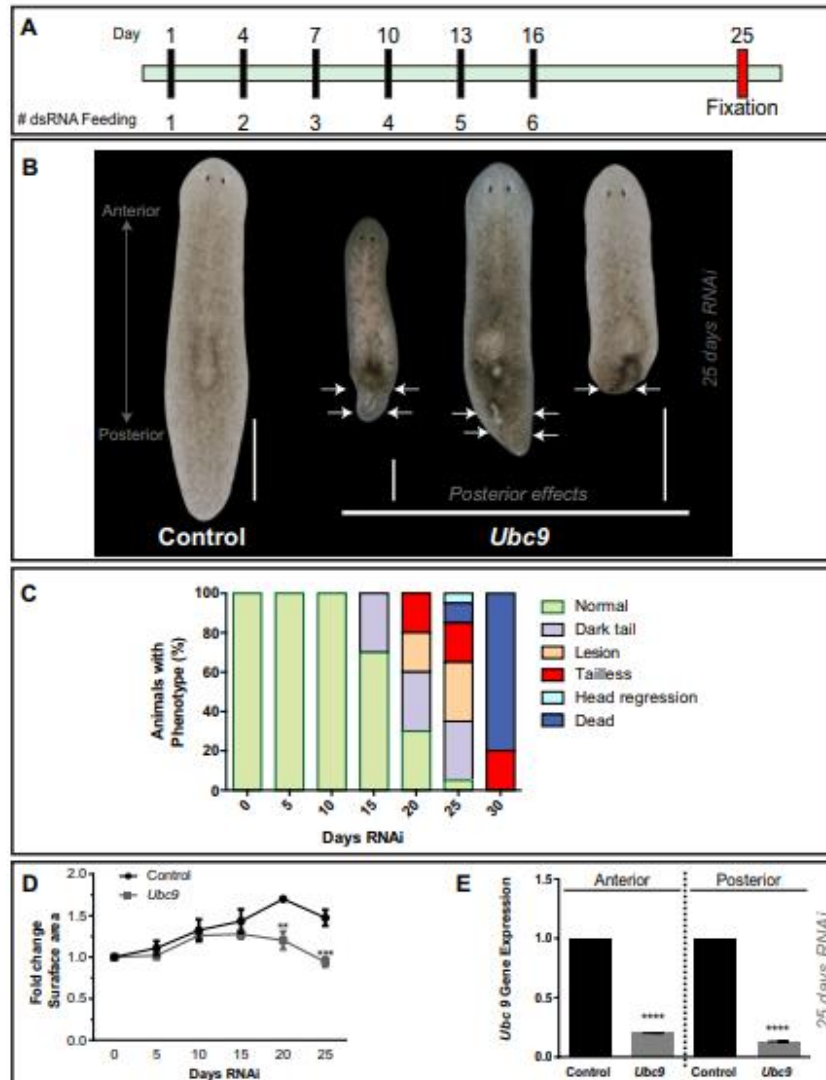 A
Day 1 4 7 10 13 16 25
Fixation
# dsRNA Feeding 1 2 3 4 5 6
B
Anterior
Posterior
25 days RNAi
Posterior effects
Control Ubc9
C
Animals with
Phenotype (%)
100
80
60
40
20
0
0 5 10 15 20 25 30
Days RNAi
Normal
Dark tail
Lesion
Tailless
Head regression
Dead
D
Control
Ubc9
Fold change
Suraface area
2.0
1.5
1.0
0.5
0.0
**
***
0 5 10 15 20 25
Days RNAi
E
Anterior Posterior
Ubc 9 Gene Expression
1.5
1.0
0.5
0.0
**** ****
Control Ubc9 Control Ubc9
25 days RNAi